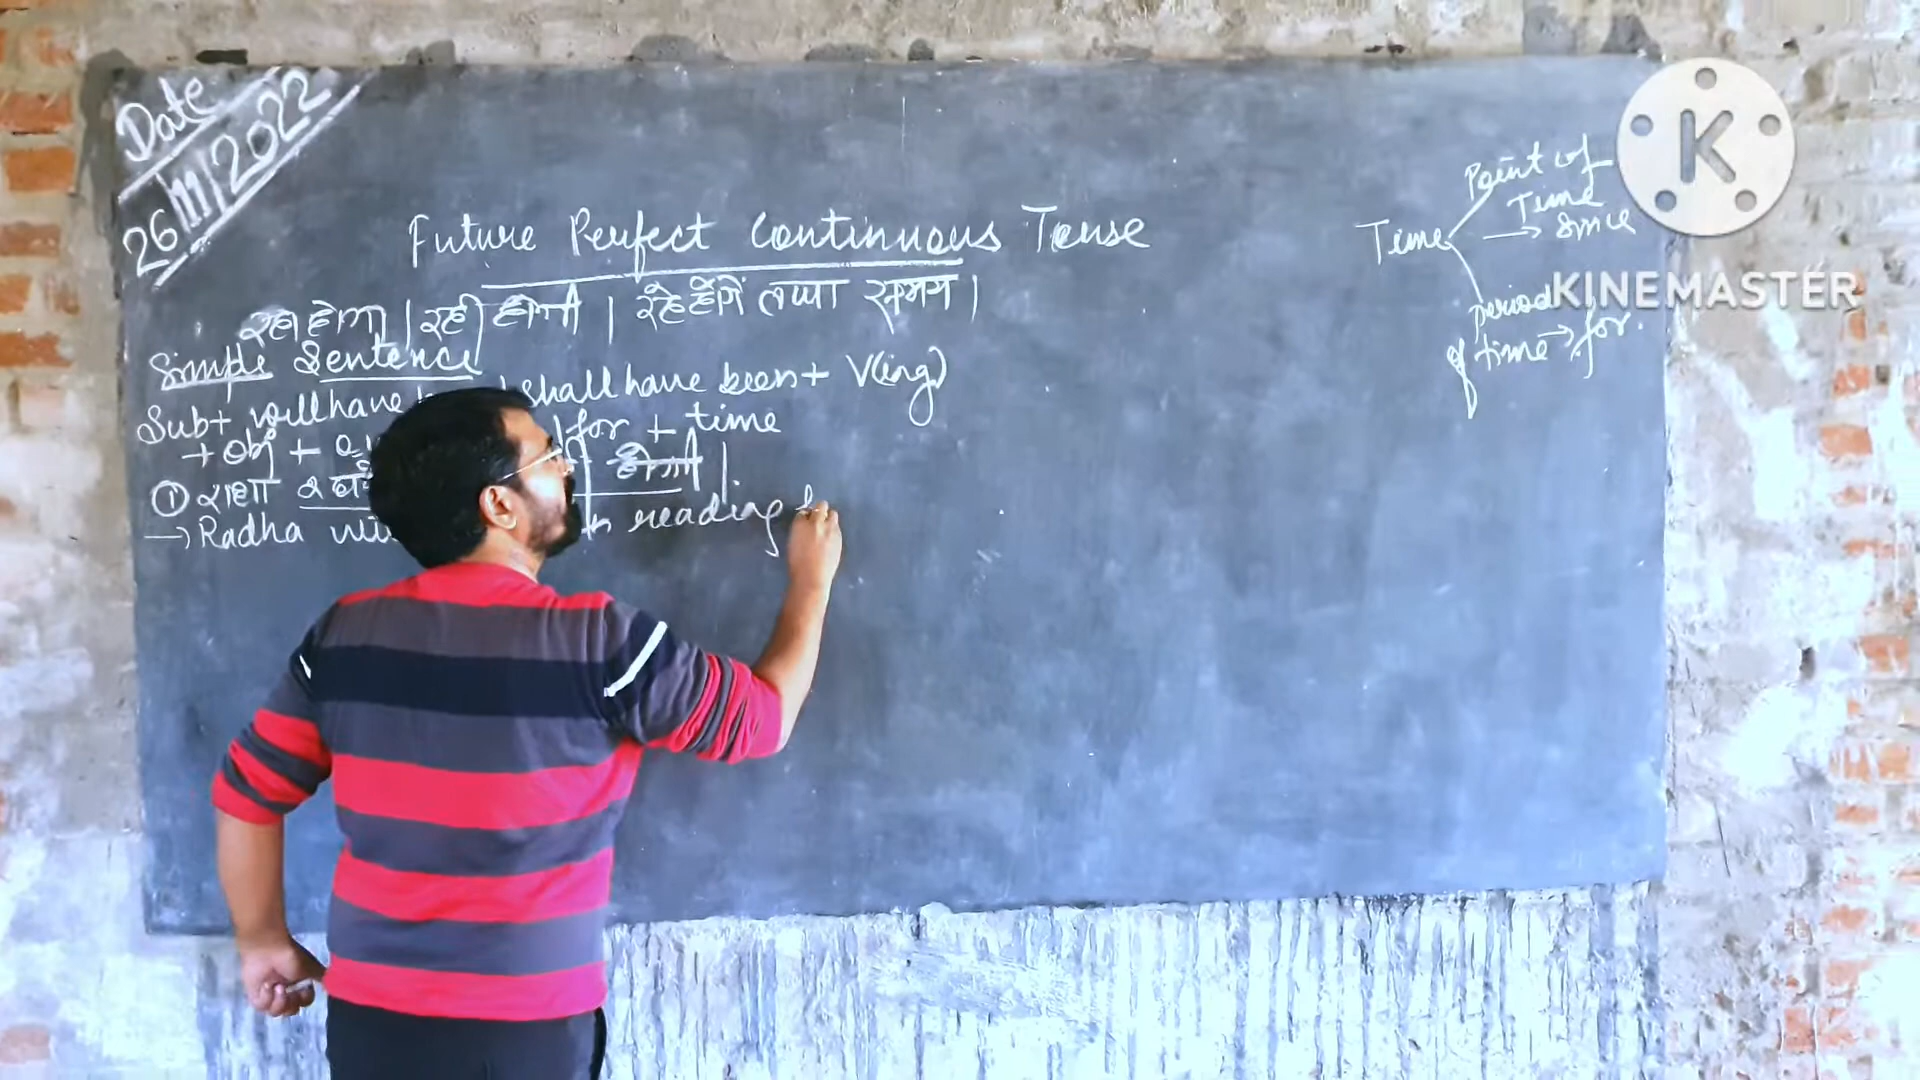 Date
26/11/2022
Future Perfect Continuous Tense
रहा होगा | रही होगी | रहे होंगें तथा समय |
Simple Sentence
Sub + will have shall have been + V(ing)
+ obj + for + time
① राधा होगी |
→ Radha reading
Time
Point of
Time
→ Since
period
of time → for.
K
KINEMASTER